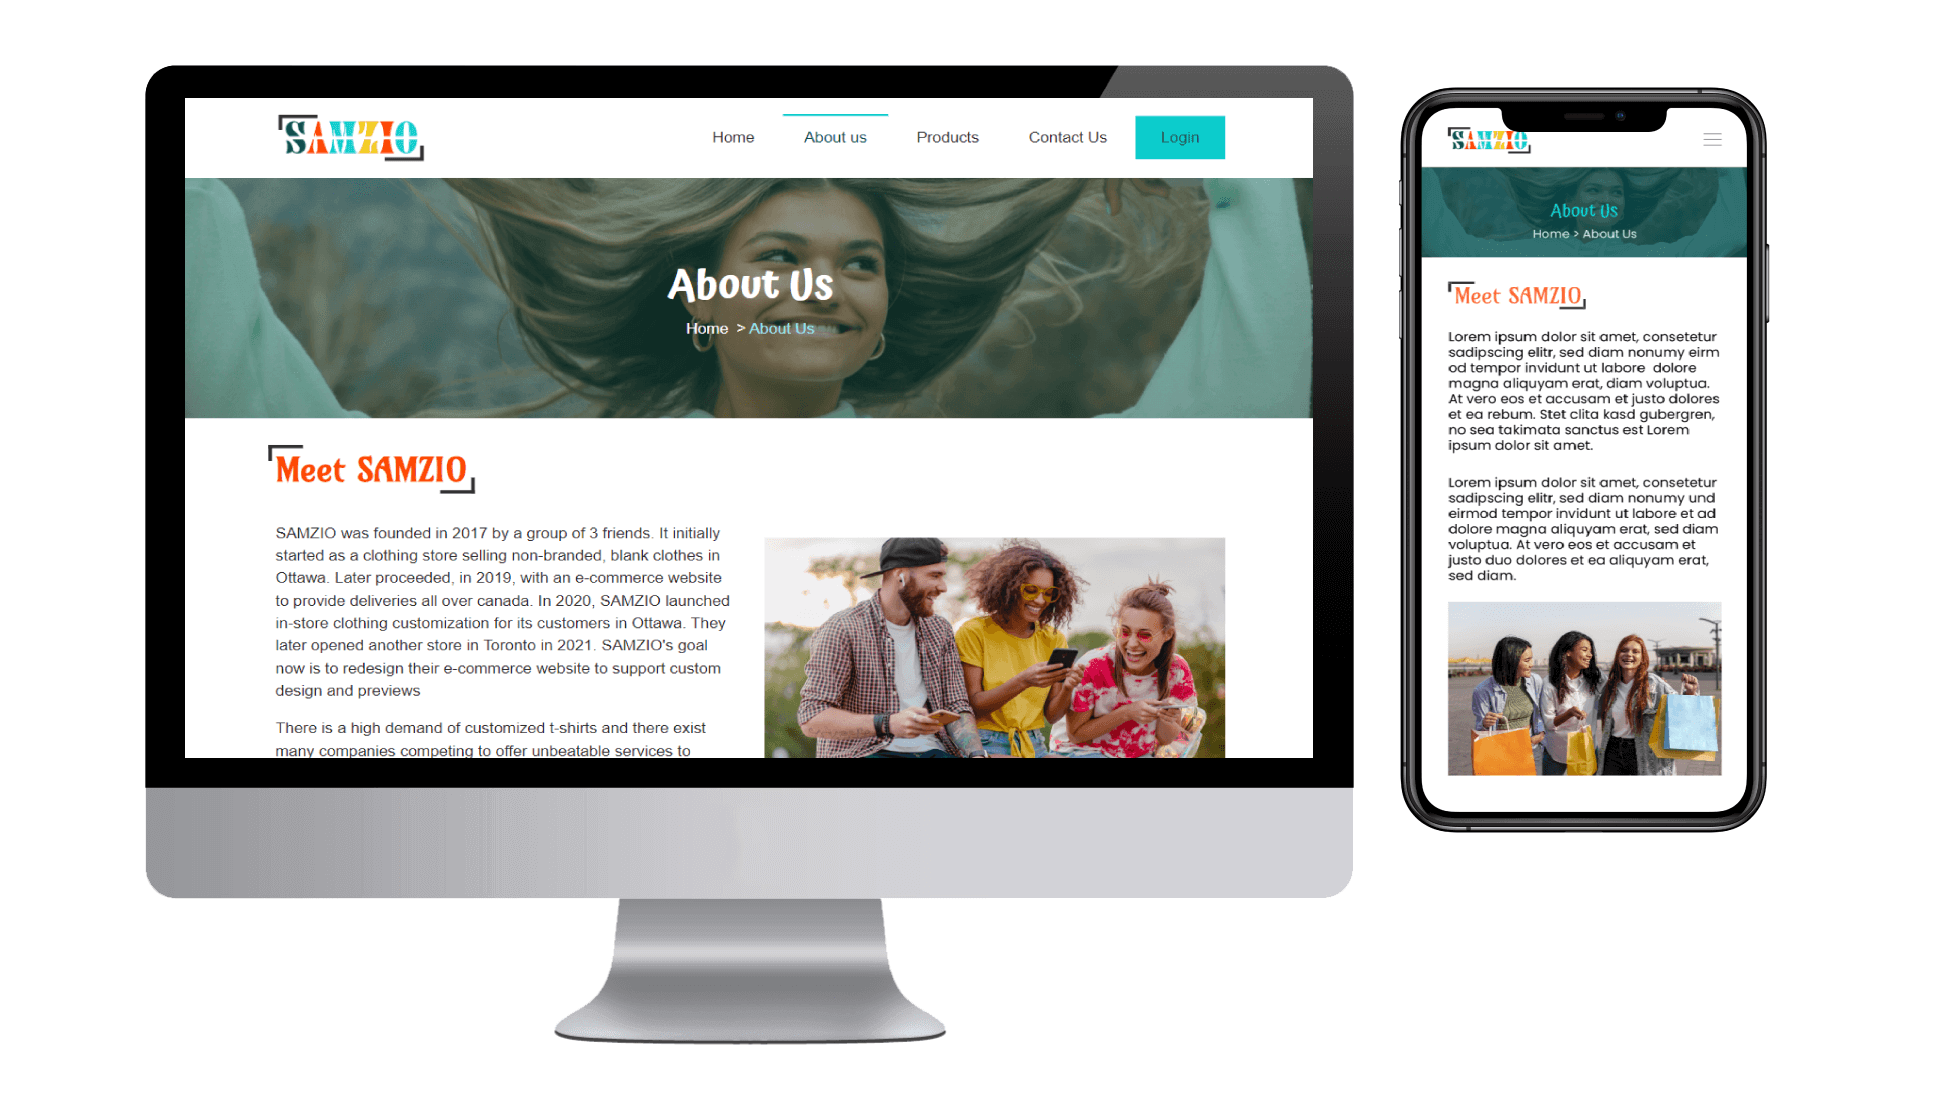 SAMZIO
Home About us Products Contact Us Login
About Us
Home > About Us
Meet SAMZIO
SAMZIO was founded in 2017 by a group of 3 friends. It initially
started as a clothing store selling non-branded, blank clothes in
Ottawa. Later proceeded, in 2019, with an e-commerce website
to provide deliveries all over canada. In 2020, SAMZIO launched
in-store clothing customization for its customers in Ottawa. They
later opened another store in Toronto in 2021. SAMZIO's goal
now is to redesign their e-commerce website to support custom
design and previews
There is a high demand of customized t-shirts and there exist
many companies competing to offer unbeatable services to
SAMZIO
About Us
Home > About Us
Meet SAMZIO
Lorem ipsum dolor sit amet, consetetur
sadipscing elitr, sed diam nonumy eirm
od tempor invidunt ut labore dolore
magna aliquyam erat, diam voluptua.
At vero eos et accusam et justo dolores
et ea rebum. Stet clita kasd gubergren,
no sea takimata sanctus est Lorem
ipsum dolor sit amet.
Lorem ipsum dolor sit amet, consetetur
sadipscing elitr, sed diam nonumy und
eirmod tempor invidunt ut labore et ad
dolore magna aliquyam erat, sed diam
voluptua. At vero eos et accusam et
justo duo dolores et ea aliquyam erat,
sed diam.